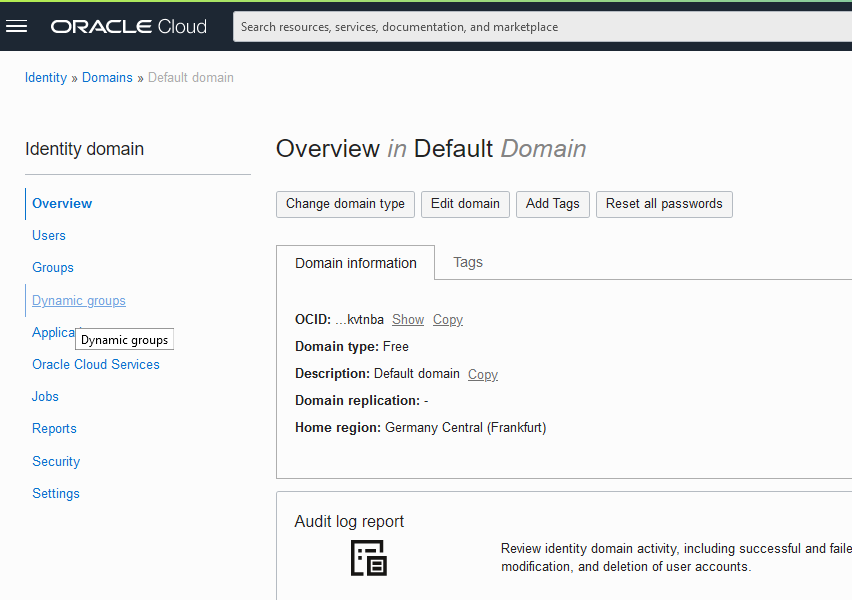 ORACLE Cloud
Search resources, services, documentation, and marketplace
Identity » Domains » Default domain
Identity domain
Overview
Users
Groups
Dynamic groups
Applica
Dynamic groups
Oracle Cloud Services
Jobs
Reports
Security
Settings
Overview in Default Domain
Change domain type
Edit domain
Add Tags
Reset all passwords
Domain information
Tags
OCID: ...kvtnba Show Copy
Domain type: Free
Description: Default domain Copy
Domain replication: -
Home region: Germany Central (Frankfurt)
Audit log report
Review identity domain activity, including successful and faile
modification, and deletion of user accounts.